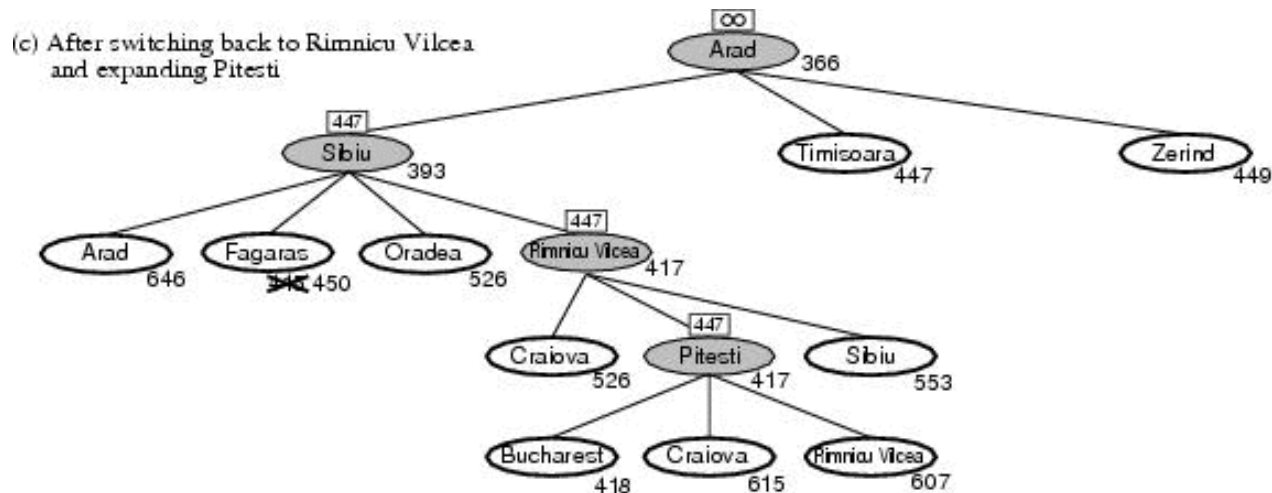 (c) After switching back to Rimnicu Vilcea
and expanding Pitesti
∞
Arad
366
447
Sibiu
393
Timisoara
447
Zerind
449
Arad
646
Fagaras
450
Oradea
526
447
Rimnicu Vilcea
417
Craiova
526
447
Pitesti
417
Sibiu
553
Bucharest
418
Craiova
615
Rimnicu Vilcea
607